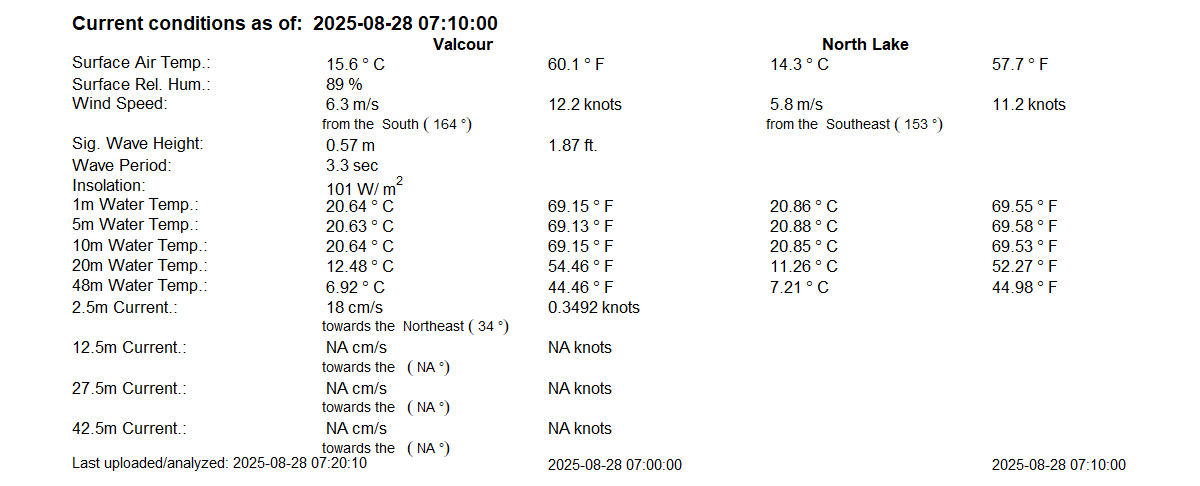 Current conditions as of:  2025-08-28 07:10:00
Valcour North Lake
Surface Air Temp.: 15.6 ° C 60.1 ° F 14.3 ° C 57.7 ° F
Surface Rel. Hum.: 89 %
Wind Speed: 6.3 m/s 12.2 knots 5.8 m/s 11.2 knots
from the  South ( 164 °) from the  Southeast ( 153 °)
Sig. Wave Height: 0.57 m 1.87 ft.
Wave Period: 3.3 sec
Insolation: 101 W/ m²
1m Water Temp.: 20.64 ° C 69.15 ° F 20.86 ° C 69.55 ° F
5m Water Temp.: 20.63 ° C 69.13 ° F 20.88 ° C 69.58 ° F
10m Water Temp.: 20.64 ° C 69.15 ° F 20.85 ° C 69.53 ° F
20m Water Temp.: 12.48 ° C 54.46 ° F 11.26 ° C 52.27 ° F
48m Water Temp.: 6.92 ° C 44.46 ° F 7.21 ° C 44.98 ° F
2.5m Current.: 18 cm/s 0.3492 knots
towards the  Northeast ( 34 °)
12.5m Current.: NA cm/s NA knots
towards the   ( NA °)
27.5m Current.: NA cm/s NA knots
towards the   ( NA °)
42.5m Current.: NA cm/s NA knots
towards the   ( NA °)
Last uploaded/analyzed: 2025-08-28 07:20:10 2025-08-28 07:00:00 2025-08-28 07:10:00